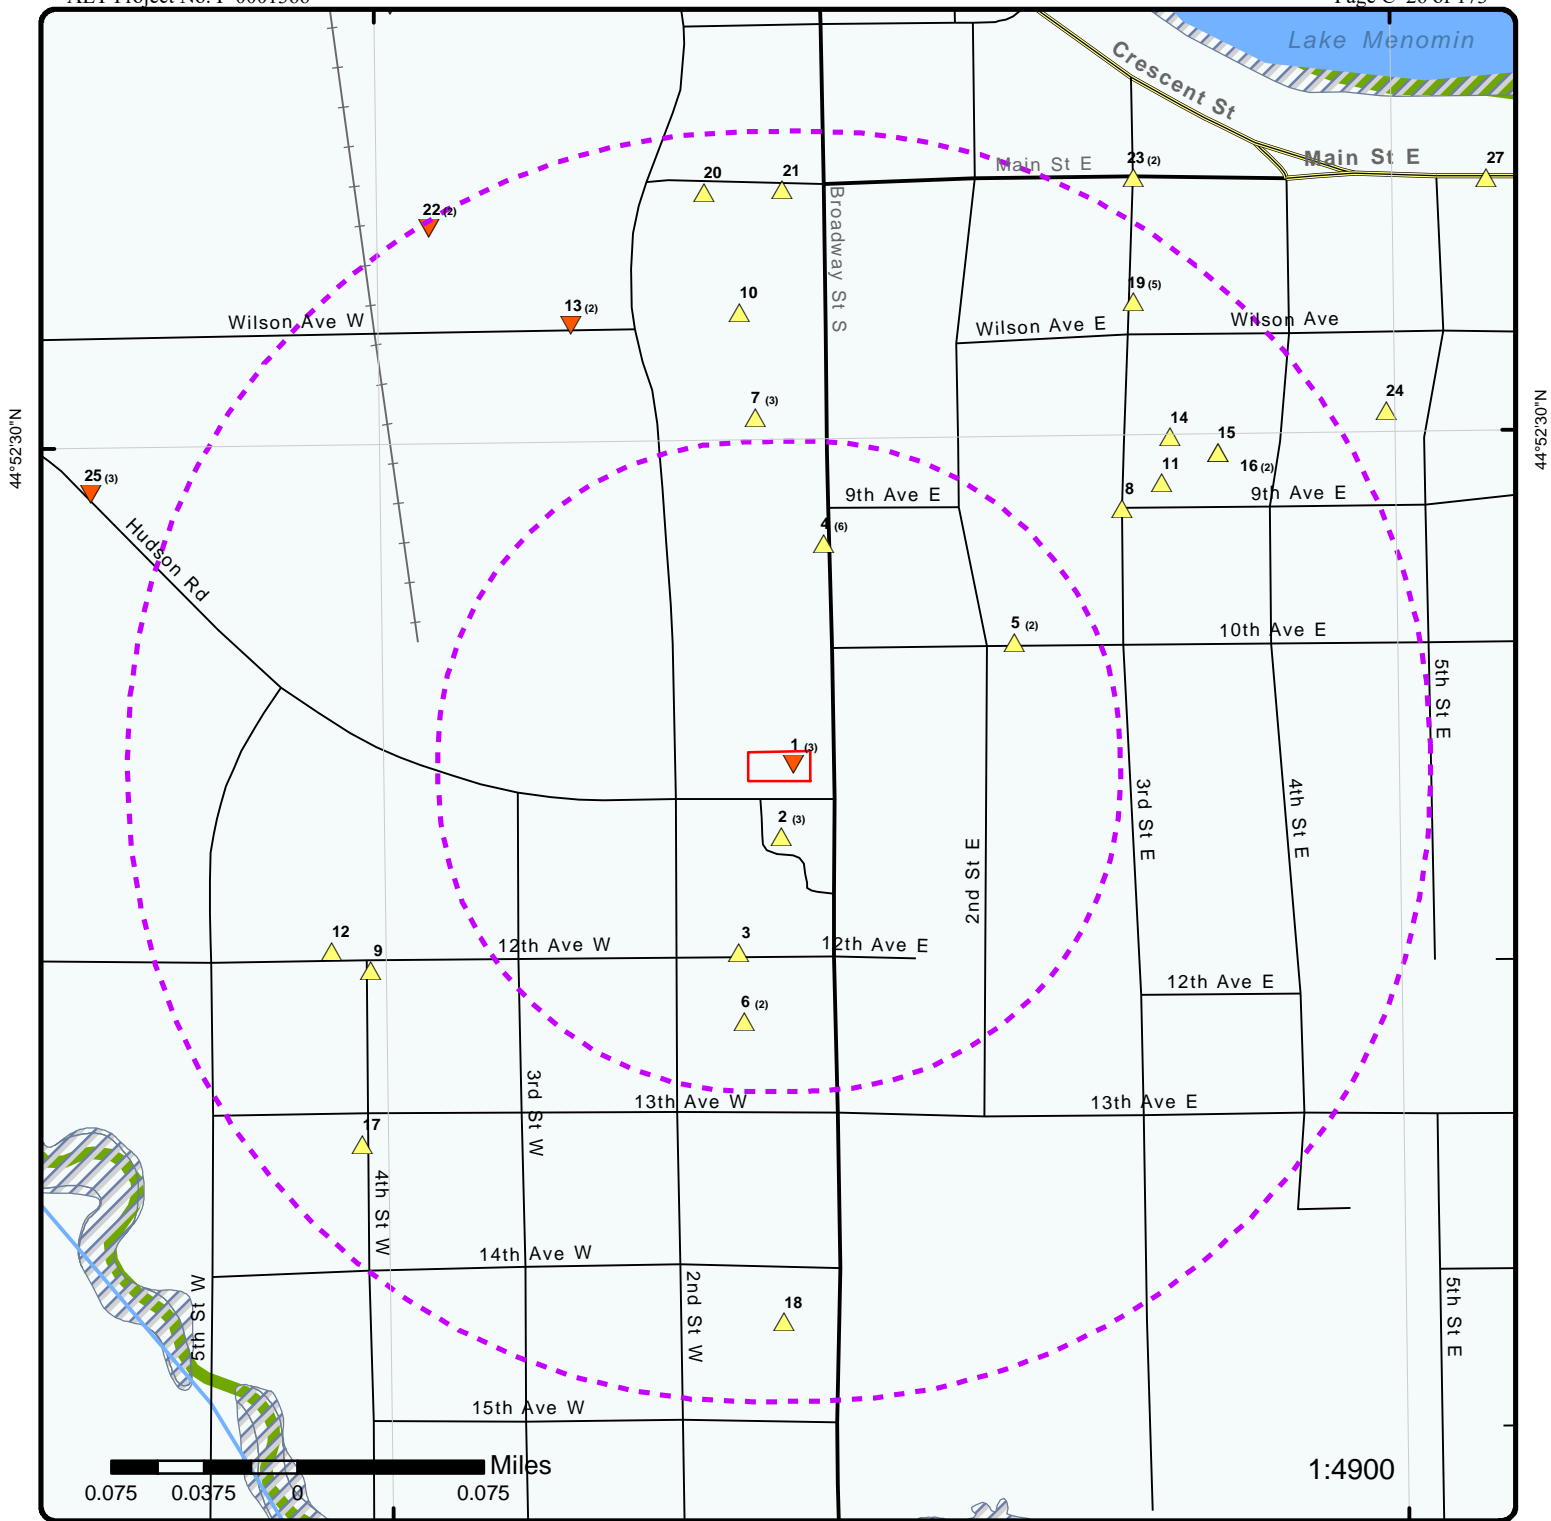 Lake Menomin
Crescent St
Main St E
Main St E
23 (2)
27
20
21
22 (2)
Broadway St S
19 (5)
10
13 (2)
Wilson Ave W
Wilson Ave E
Wilson Ave
7 (3)
24
14
15
16 (2)
11
44°52'30"N
44°52'30"N
25 (3)
8
9th Ave E
9th Ave E
4 (6)
Hudson Rd
5 (2)
10th Ave E
5th St E
1 (3)
2 (3)
3rd St E
4th St E
2nd St E
12
9
12th Ave W
3
12th Ave E
12th Ave E
6 (2)
3rd St W
13th Ave W
13th Ave E
17
4th St W
14th Ave W
5th St W
2nd St W
18
5th St E
15th Ave W
Miles
0.075
0.0375
0
0.075
1:4900